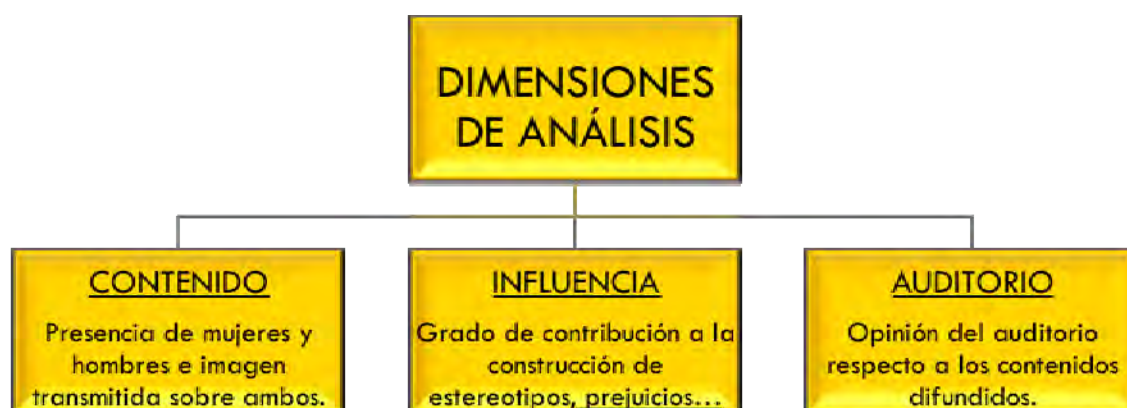 DIMENSIONES
DE ANÁLISIS
CONTENIDO
Presencia de mujeres y
hombres e imagen
transmitida sobre ambos.
INFLUENCIA
Grado de contribución a la
construcción de
estereotipos, prejuicios…
AUDITORIO
Opinión del auditorio
respecto a los contenidos
difundidos.